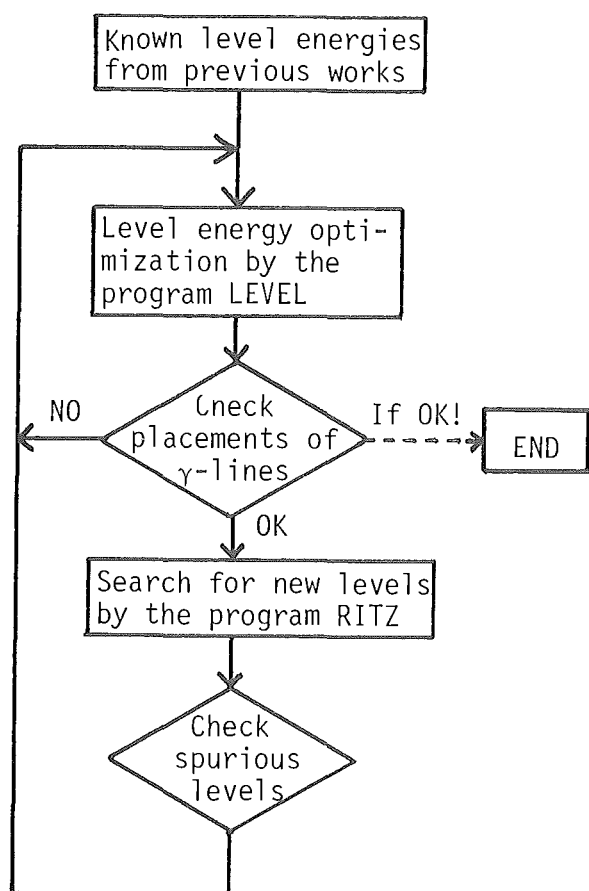 Known level energies
from previous works
Level energy opti-
mization by the
program LEVEL
NO
Cneck
placements of
γ-lines
If OK!
END
OK
Search for new levels
by the program RITZ
Check
spurious
levels